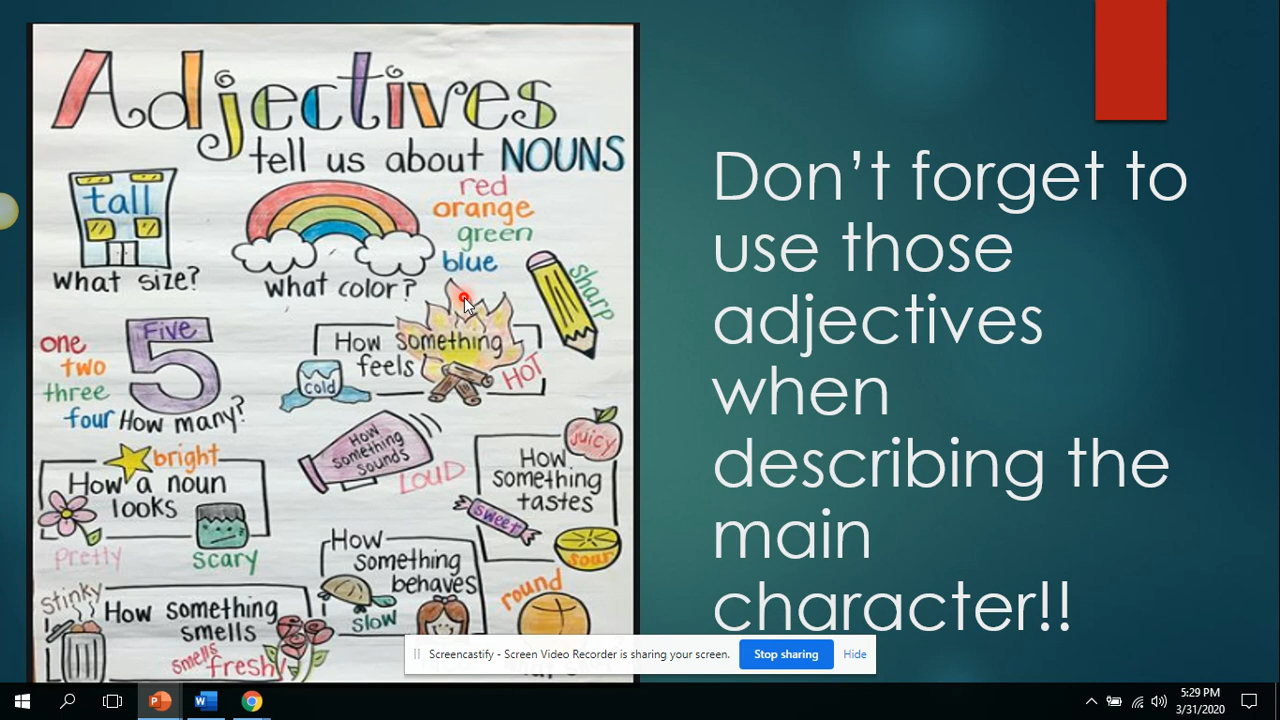 Adjectives
tell us about NOUNS
tall
What size?
What color?
red
orange
green
blue
sharp
Five
5
one
two
three
four
How many?
How something
feels
cold
HOT
How
something
sounds
LOUD
juicy
How
something
tastes
sweet
sour
bright
How a noun
looks
Pretty
scary
How
something
behaves
slow
round
stinky
How something
smells
smells
fresh
Don’t forget to
use those
adjectives
when
describing the
main
character!!
Screencastify - Screen Video Recorder is sharing your screen.
Stop sharing
Hide
5:29 PM
3/31/2020